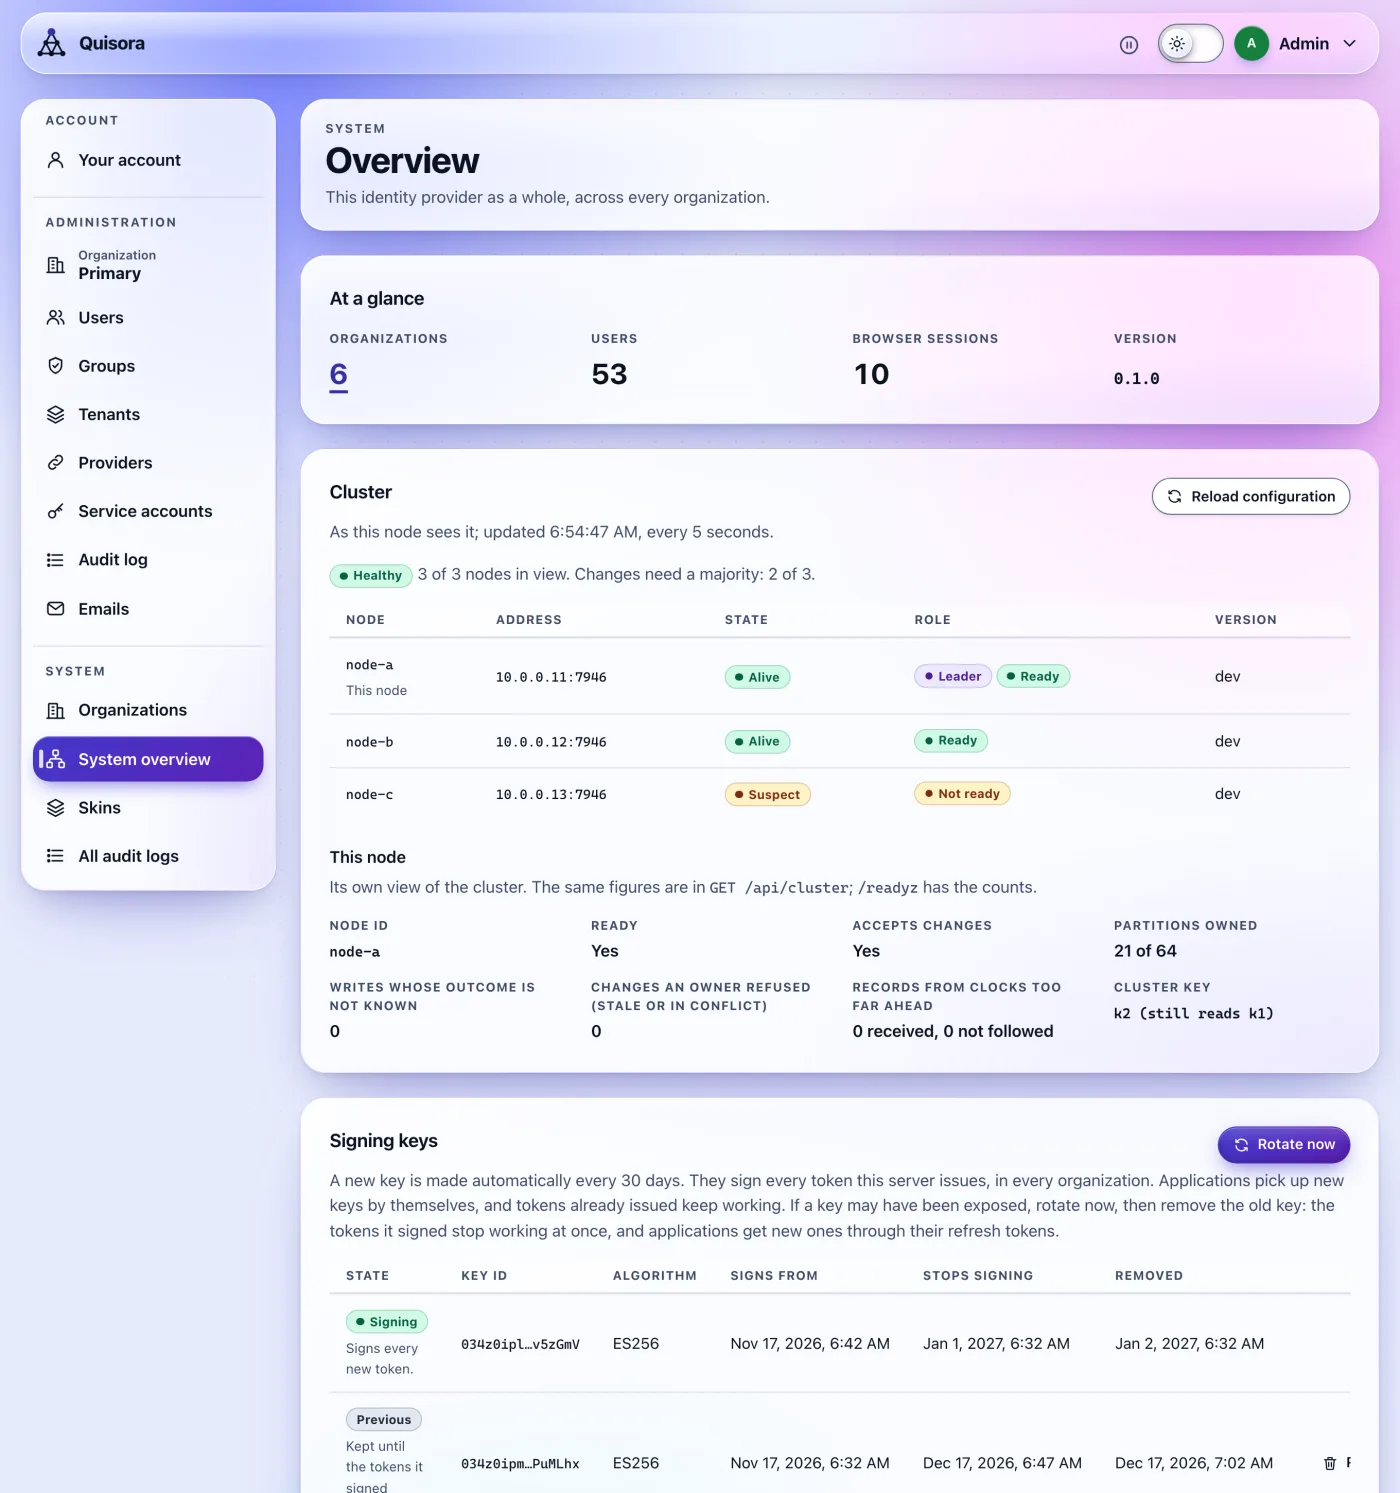 Quisora
A
Admin
ACCOUNT
Your account
ADMINISTRATION
Organization
Primary
Users
Groups
Tenants
Providers
Service accounts
Audit log
Emails
SYSTEM
Organizations
System overview
Skins
All audit logs
SYSTEM
Overview
This identity provider as a whole, across every organization.
At a glance
ORGANIZATIONS USERS BROWSER SESSIONS VERSION
6 53 10 0.1.0
Cluster
Reload configuration
As this node sees it; updated 6:54:47 AM, every 5 seconds.
Healthy 3 of 3 nodes in view. Changes need a majority: 2 of 3.
NODE ADDRESS STATE ROLE VERSION
node-a
This node
10.0.0.11:7946 Alive Leader Ready dev
node-b 10.0.0.12:7946 Alive Ready dev
node-c 10.0.0.13:7946 Suspect Not ready dev
This node
Its own view of the cluster. The same figures are in GET /api/cluster; /readyz has the counts.
NODE ID READY ACCEPTS CHANGES PARTITIONS OWNED
node-a Yes Yes 21 of 64
WRITES WHOSE OUTCOME IS
NOT KNOWN
0
CHANGES AN OWNER REFUSED
(STALE OR IN CONFLICT)
0
RECORDS FROM CLOCKS TOO
FAR AHEAD
0 received, 0 not followed
CLUSTER KEY
k2 (still reads k1)
Signing keys
Rotate now
A new key is made automatically every 30 days. They sign every token this server issues, in every organization. Applications pick up new
keys by themselves, and tokens already issued keep working. If a key may have been exposed, rotate now, then remove the old key: the
tokens it signed stop working at once, and applications get new ones through their refresh tokens.
STATE KEY ID ALGORITHM SIGNS FROM STOPS SIGNING REMOVED
Signing
Signs every
new token.
034z0ipl…v5zGmV ES256 Nov 17, 2026, 6:42 AM Jan 1, 2027, 6:32 AM Jan 2, 2027, 6:32 AM
Previous
Kept until
the tokens it
signed
034z0ipm…PuMLhx ES256 Nov 17, 2026, 6:32 AM Dec 17, 2026, 6:47 AM Dec 17, 2026, 7:02 AM